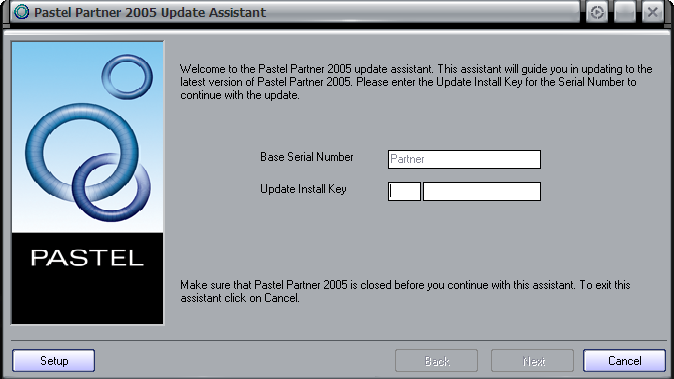 Pastel Partner 2005 Update Assistant
Welcome to the Pastel Partner 2005 update assistant. This assistant will guide you in updating to the
latest version of Pastel Partner 2005. Please enter the Update Install Key for the Serial Number to
continue with the update.
Base Serial Number Partner
Update Install Key
PASTEL
Make sure that Pastel Partner 2005 is closed before you continue with this assistant. To exit this
assistant click on Cancel.
Setup Back Next Cancel